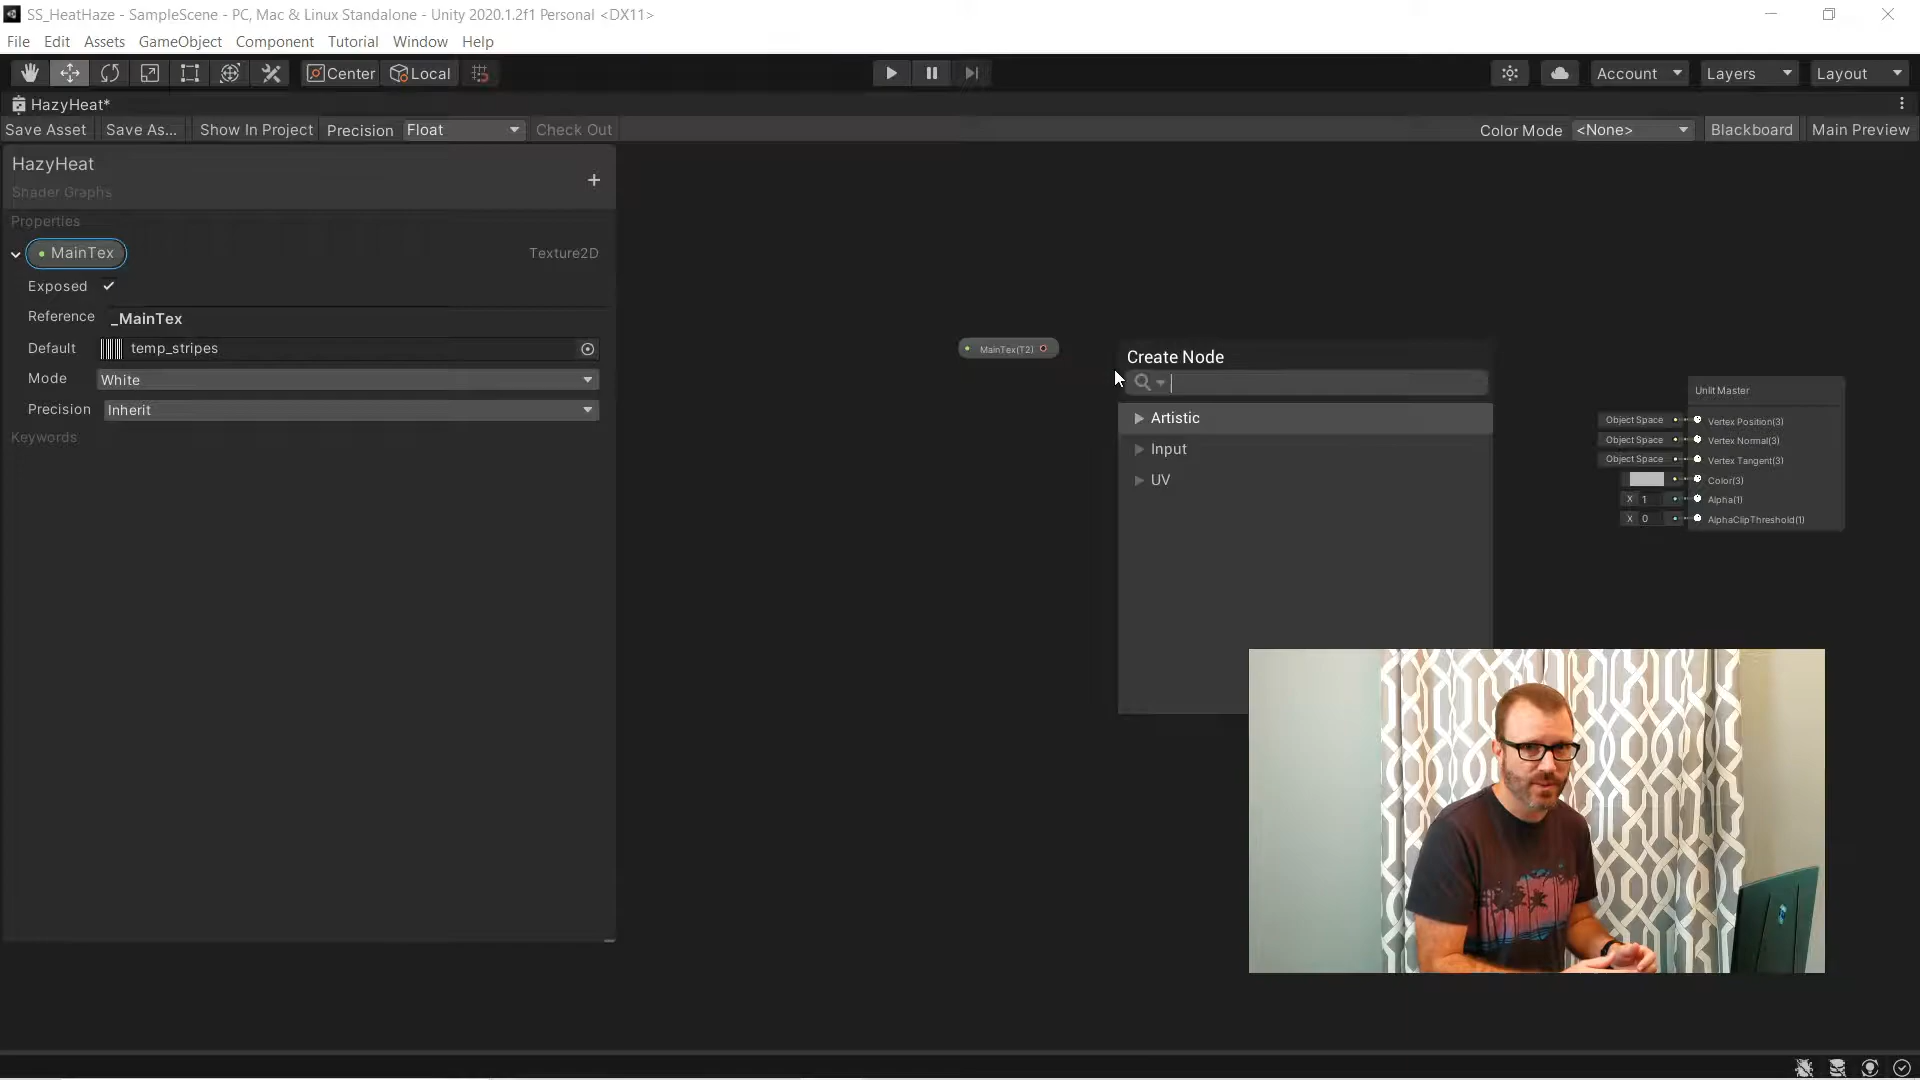 SS_HeatHaze - SampleScene - PC, Mac & Linux Standalone - Unity 2020.1.2f1 Personal <DX11>
File Edit Assets GameObject Component Tutorial Window Help
Center Local Account Layers Layout
HazyHeat*
Save Asset Save As... Show In Project Precision Float Check Out Color Mode <None> Blackboard Main Preview
HazyHeat
Shader Graphs
Properties
MainTex Texture2D
Exposed
Reference _MainTex
Default temp_stripes
Mode White
Precision Inherit
Keywords
MainTex(T2)
Create Node
Artistic
Input
UV
Unlit Master
Object Space Vertex Position(3)
Object Space Vertex Normal(3)
Object Space Vertex Tangent(3)
Color(3)
X 1 Alpha(1)
X 0 AlphaClipThreshold(1)